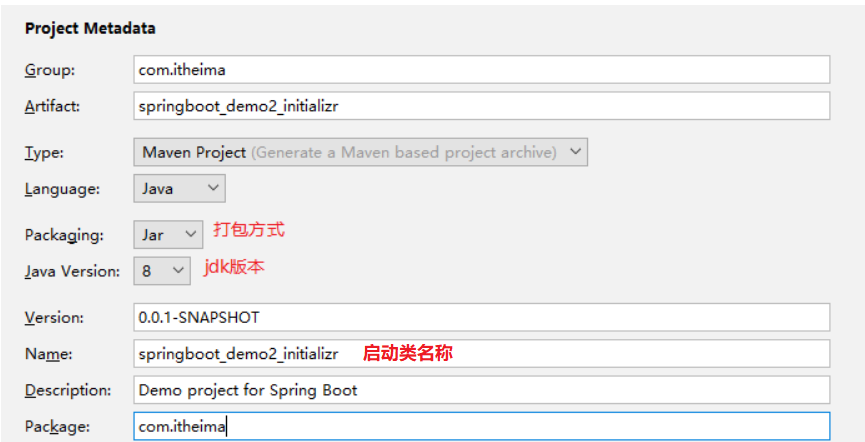 Project Metadata
Group: com.itheima
Artifact: springboot_demo2_initializr
Type: Maven Project (Generate a Maven based project archive)
Language: Java
Packaging: Jar 打包方式
Java Version: 8 jdk版本
Version: 0.0.1-SNAPSHOT
Name: springboot_demo2_initializr 启动类名称
Description: Demo project for Spring Boot
Package: com.itheima